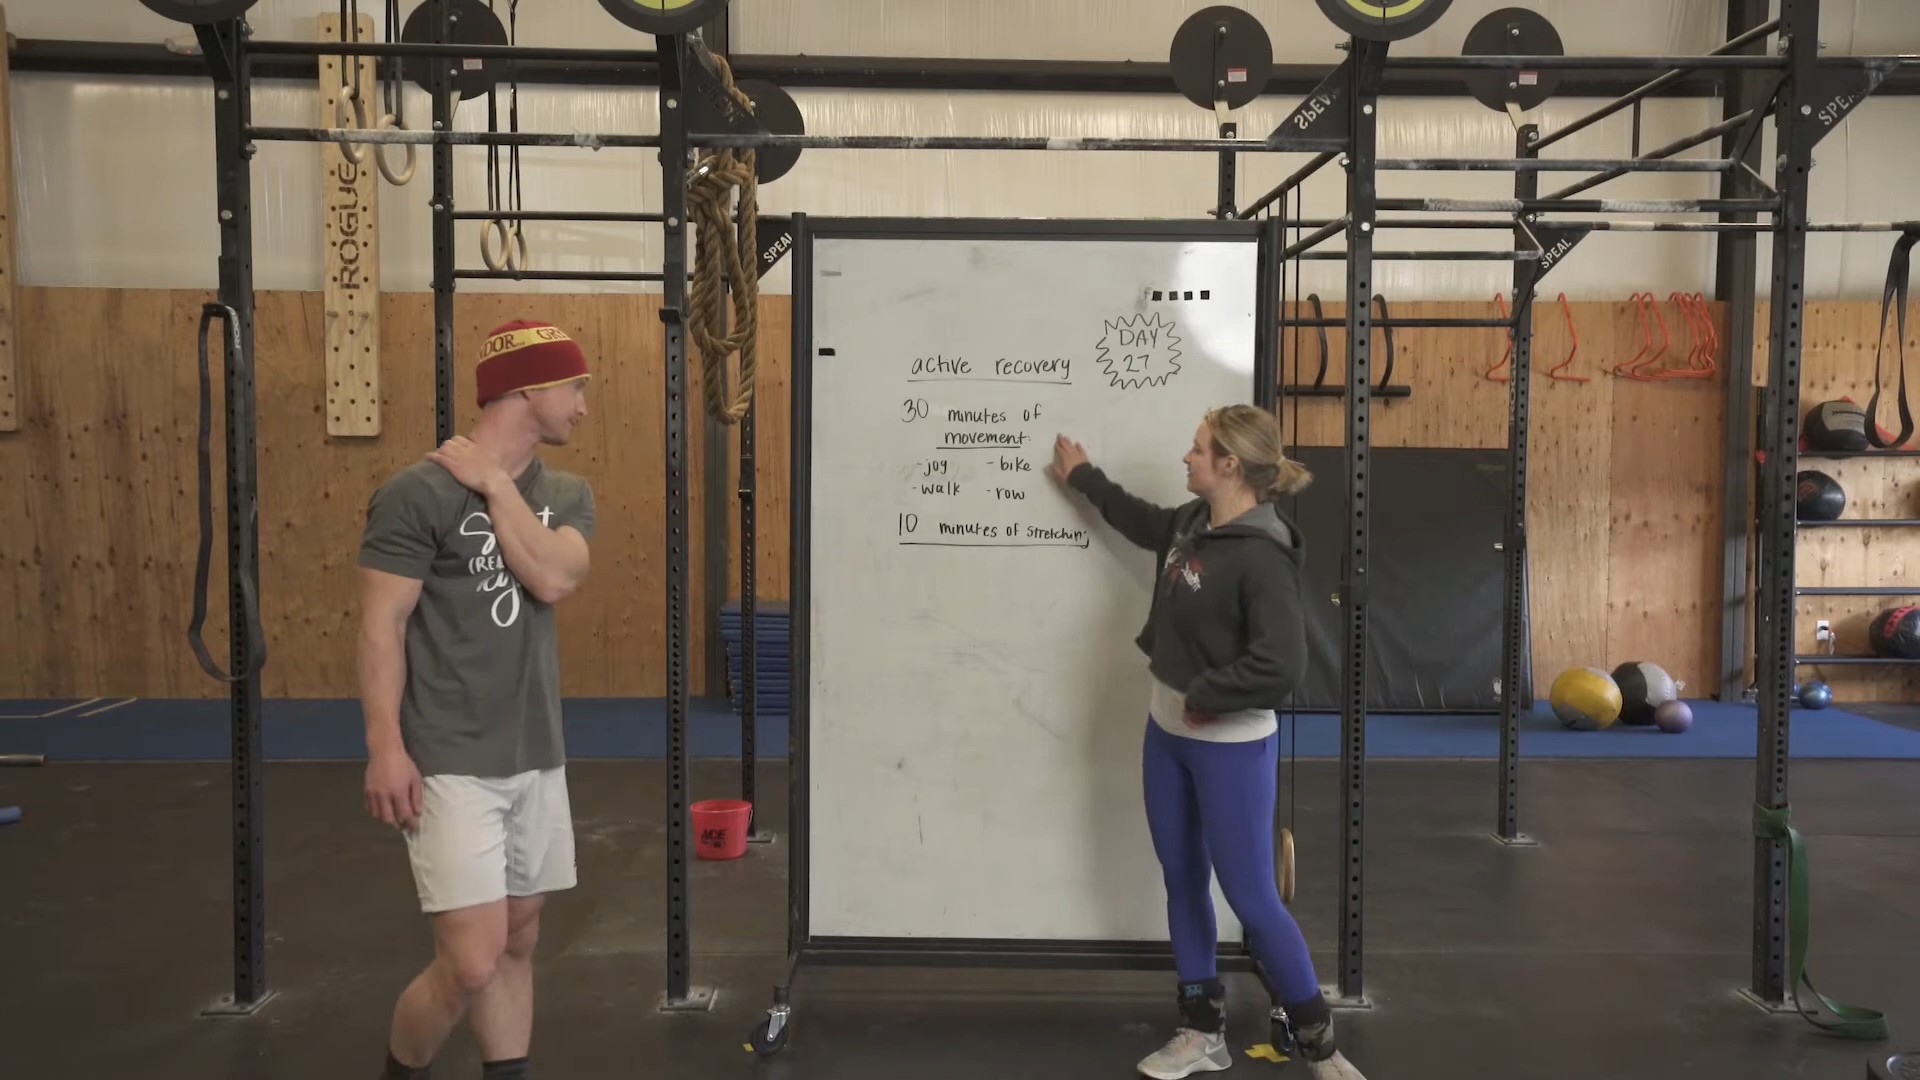 ROGUE
SPEAL
SPEAL
DAY
27
active recovery
30 minutes of
movement:
-jog -bike
-walk -row
10 minutes of stretching
ACE